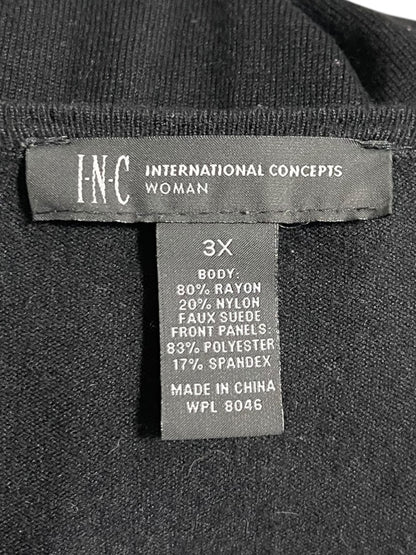 I·N·C INTERNATIONAL CONCEPTS
WOMAN
3X
BODY:
80% RAYON
20% NYLON
FAUX SUEDE
FRONT PANELS:
83% POLYESTER
17% SPANDEX
MADE IN CHINA
WPL 8046